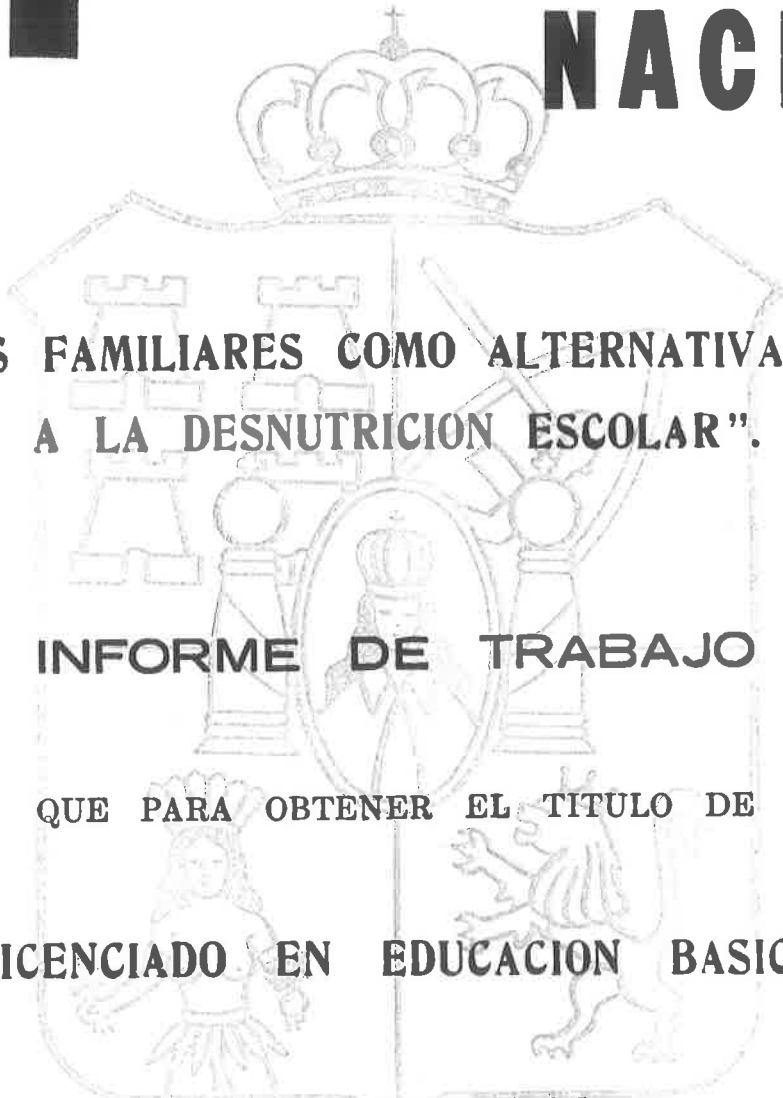 NACI
S FAMILIARES COMO ALTERNATIVA
A LA DESNUTRICION ESCOLAR”.
INFORME DE TRABAJO
QUE PARA OBTENER EL TITULO DE
ICENCIADO EN EDUCACION BASIC